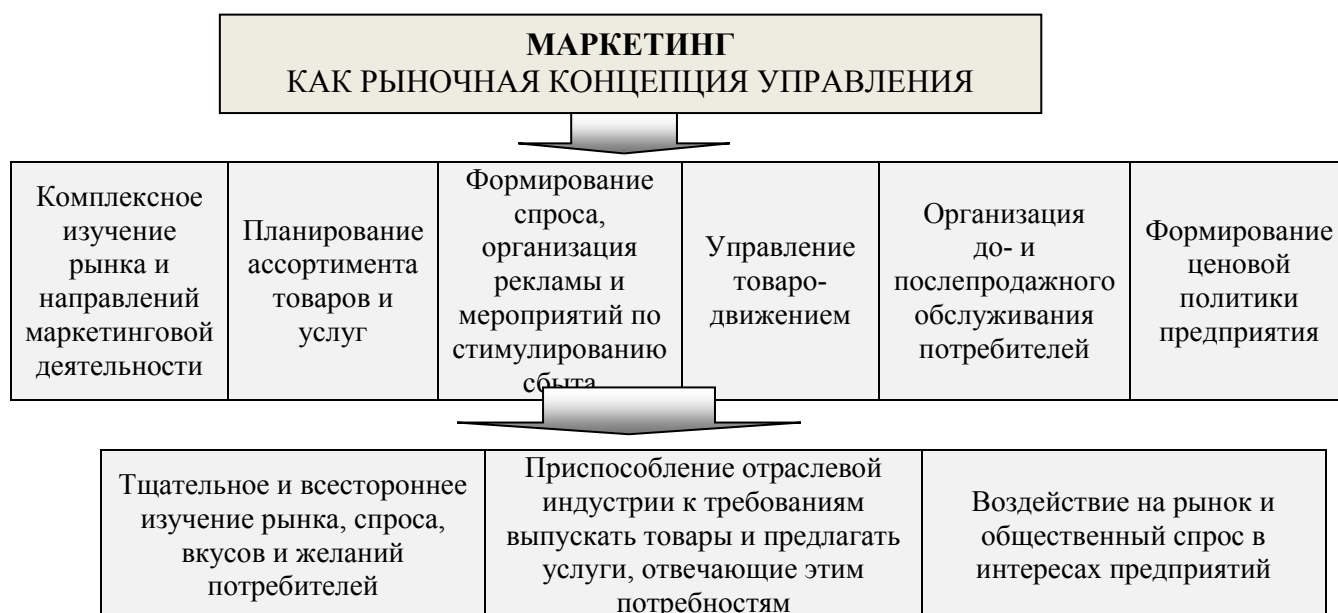 МАРКЕТИНГ
КАК РЫНОЧНАЯ КОНЦЕПЦИЯ УПРАВЛЕНИЯ
Комплексное
изучение
рынка и
направлений
маркетинговой
деятельности
Планирование
ассортимента
товаров и
услуг
Формирование
спроса,
организация
рекламы и
мероприятий по
стимулированию
сбыта
Управление
товаро-
движением
Организация
до- и
послепродажного
обслуживания
потребителей
Формирование
ценовой
политики
предприятия
Тщательное и всестороннее
изучение рынка, спроса,
вкусов и желаний
потребителей
Приспособление отраслевой
индустрии к требованиям
выпускать товары и предлагать
услуги, отвечающие этим
потребностям
Воздействие на рынок и
общественный спрос в
интересах предприятий